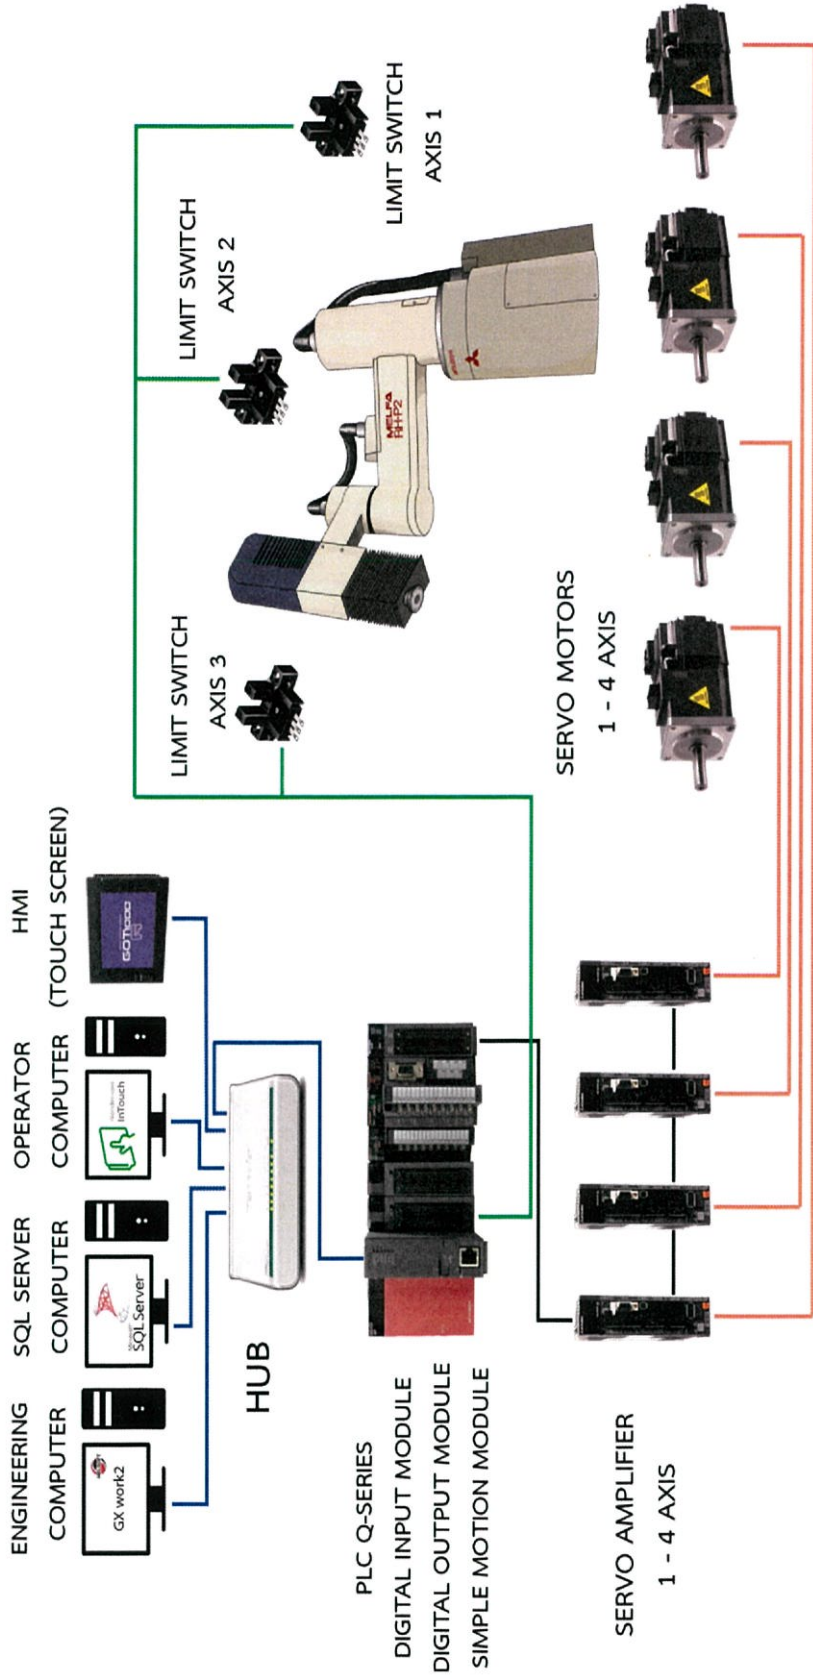 ENGINEERING
COMPUTER
GX work2
SQL SERVER
COMPUTER
Microsoft
SQL Server
OPERATOR
COMPUTER
InTouch
HMI
(TOUCH SCREEN)
GOT1000
HUB
PLC Q-SERIES
DIGITAL INPUT MODULE
DIGITAL OUTPUT MODULE
SIMPLE MOTION MODULE
SERVO AMPLIFIER
1 - 4 AXIS
LIMIT SWITCH
AXIS 3
LIMIT SWITCH
AXIS 2
LIMIT SWITCH
AXIS 1
MELFA
RH-P2
SERVO MOTORS
1 - 4 AXIS